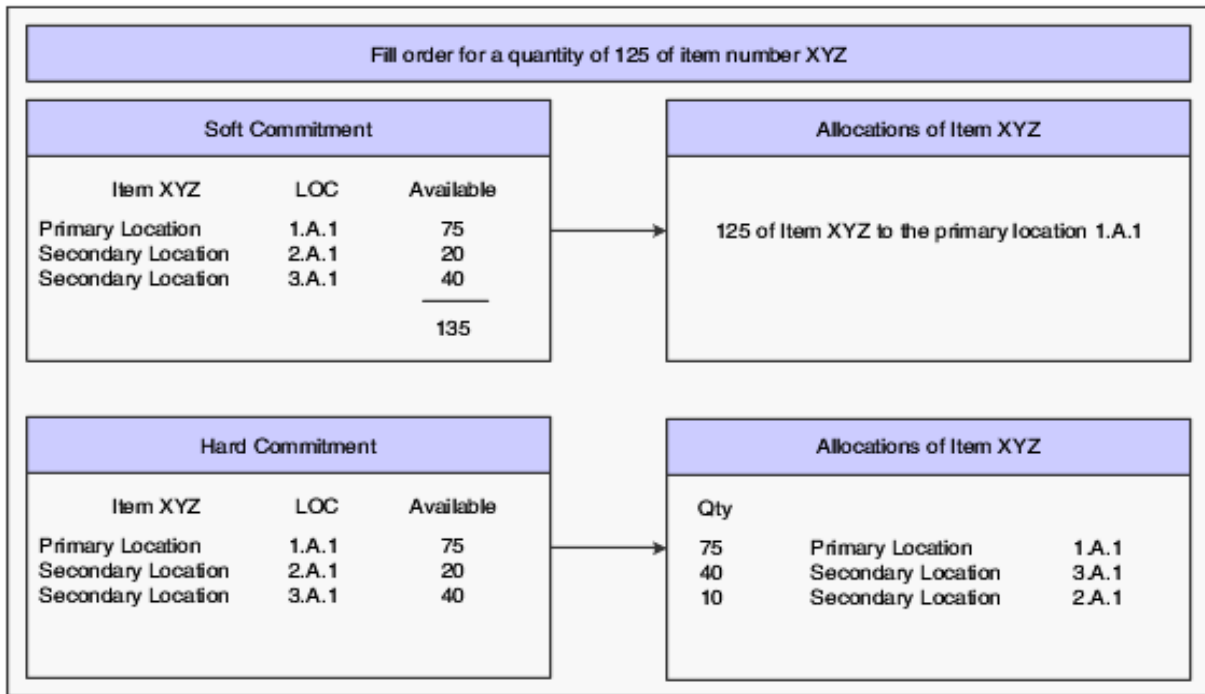 Fill order for a quantity of 125 of item number XYZ
Soft Commitment
Item XYZ LOC Available
Primary Location 1.A.1 75
Secondary Location 2.A.1 20
Secondary Location 3.A.1 40
135
Allocations of Item XYZ
125 of Item XYZ to the primary location 1.A.1
Hard Commitment
Item XYZ LOC Available
Primary Location 1.A.1 75
Secondary Location 2.A.1 20
Secondary Location 3.A.1 40
Allocations of Item XYZ
Qty
75 Primary Location 1.A.1
40 Secondary Location 3.A.1
10 Secondary Location 2.A.1